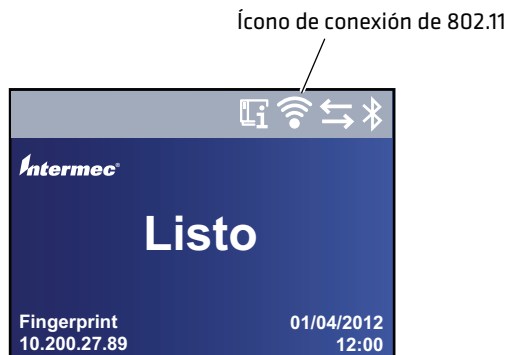 Ícono de conexión de 802.11
Intermec®
Listo
Fingerprint 01/04/2012
10.200.27.89 12:00